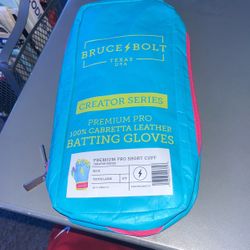 BRUCE BOLT
TEXAS
USA
CREATOR SERIES
PREMIUM PRO
100% CABRETTA LEATHER
BATTING GLOVES
PREMIUM PRO SHORT CUFF